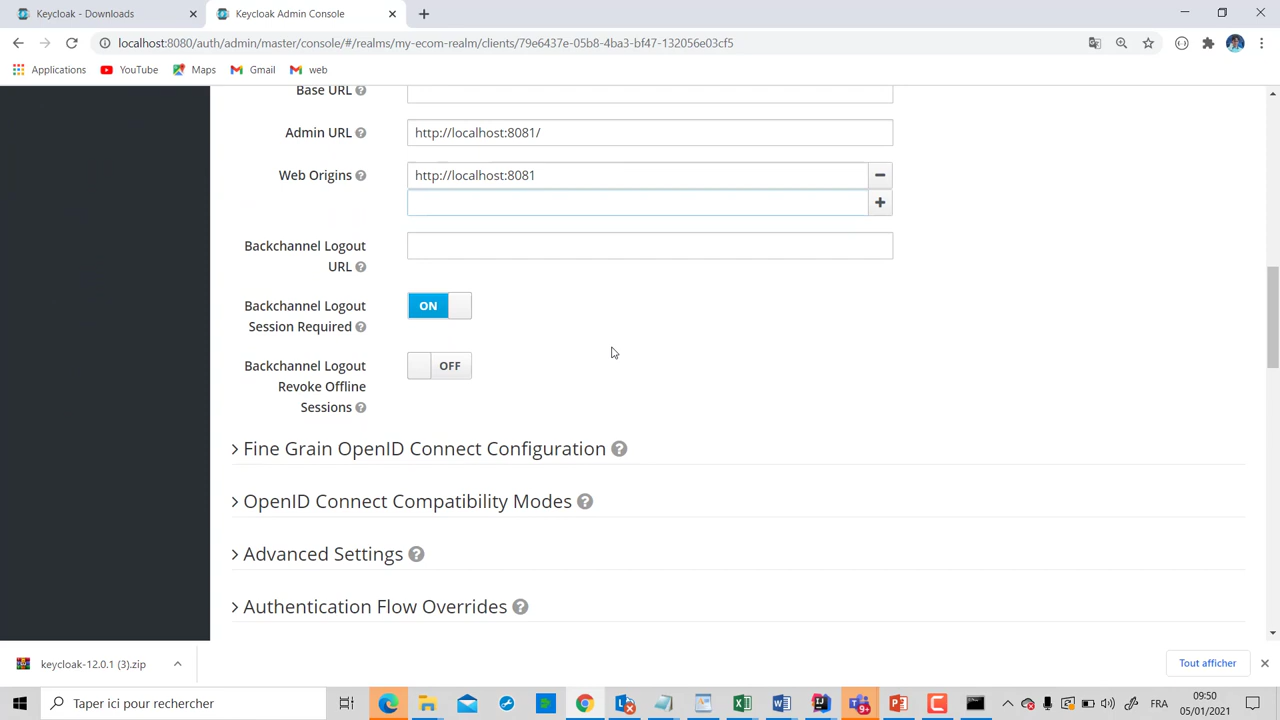 Keycloak - Downloads
Keycloak Admin Console
localhost:8080/auth/admin/master/console/#/realms/my-ecom-realm/clients/79e6437e-05b8-4ba3-bf47-132056e03cf5
Applications YouTube Maps Gmail web
Base URL
Admin URL http://localhost:8081/
Web Origins http://localhost:8081
Backchannel Logout
URL
Backchannel Logout ON
Session Required
Backchannel Logout OFF
Revoke Offline
Sessions
Fine Grain OpenID Connect Configuration
OpenID Connect Compatibility Modes
Advanced Settings
Authentication Flow Overrides
keycloak-12.0.1 (3).zip
Tout afficher
Taper ici pour rechercher
9+
FRA
09:50
05/01/2021